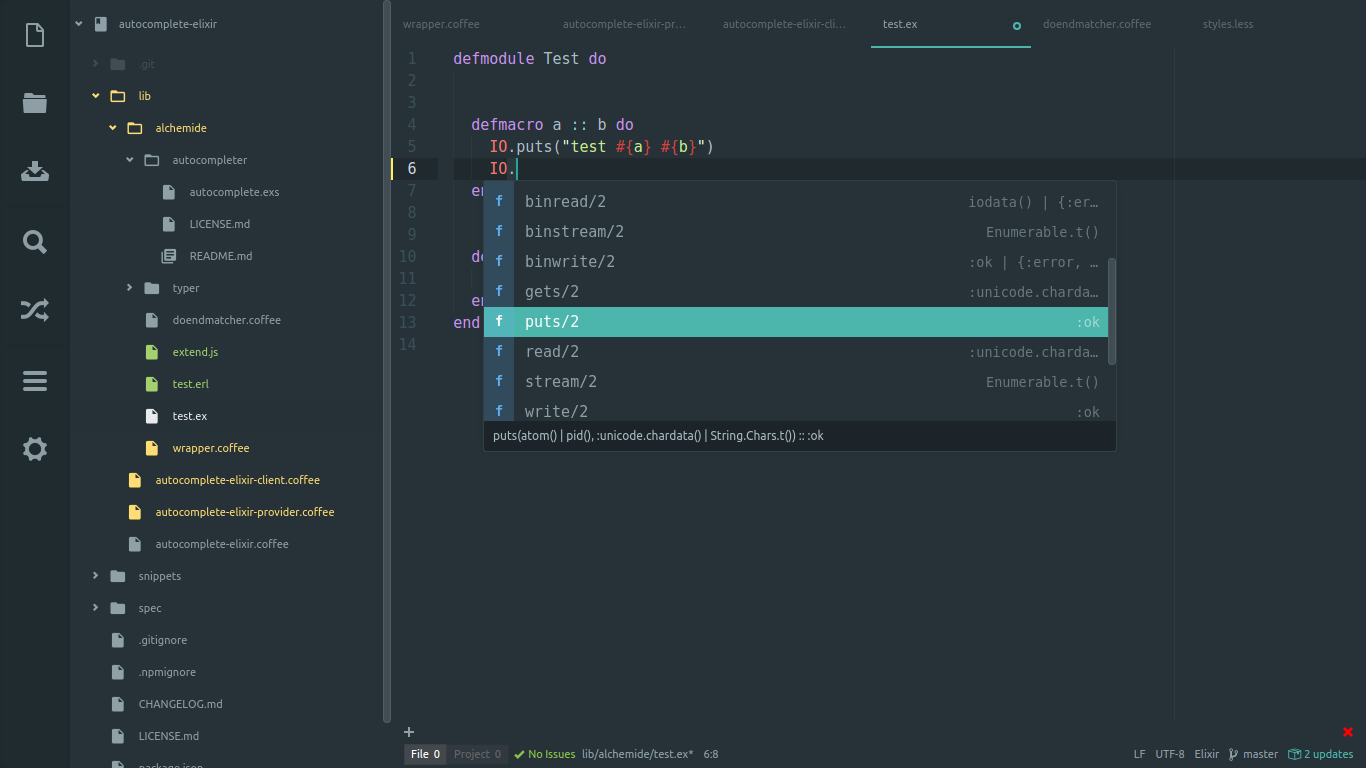 autocomplete-elixir
.git
lib
alchemide
autocompleter
autocomplete.exs
LICENSE.md
README.md
typer
doendmatcher.coffee
extend.js
test.erl
test.ex
wrapper.coffee
autocomplete-elixir-client.coffee
autocomplete-elixir-provider.coffee
autocomplete-elixir.coffee
snippets
spec
.gitignore
.npmignore
CHANGELOG.md
LICENSE.md
package.json
wrapper.coffee autocomplete-elixir-pr... autocomplete-elixir-cli... test.ex doendmatcher.coffee styles.less
1 defmodule Test do
2
3
4 defmacro a :: b do
5 IO.puts("test #{a} #{b}")
6 IO.
7 en
8
9
10 de
11
12 en
13 end
14
f binread/2 iodata() | {:er…
f binstream/2 Enumerable.t()
f binwrite/2 :ok | {:error, …
f gets/2 :unicode.charda…
f puts/2 :ok
f read/2 :unicode.charda…
f stream/2 Enumerable.t()
f write/2 :ok
puts(atom() | pid(), :unicode.chardata() | String.Chars.t()) :: :ok
File 0 Project 0 No Issues lib/alchemide/test.ex* 6:8 LF UTF-8 Elixir master 2 updates